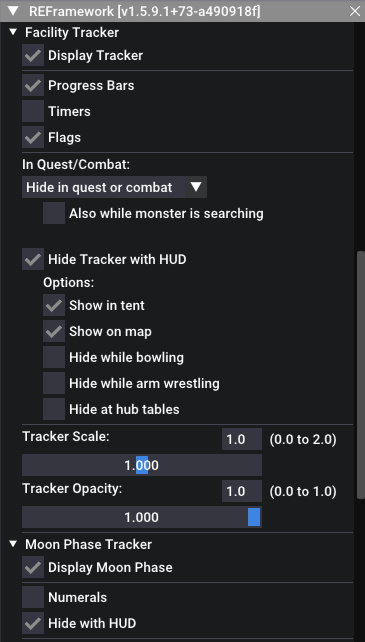 REFramework [v1.5.9.1+73-a490918f]
Facility Tracker
Display Tracker
Progress Bars
Timers
Flags
In Quest/Combat:
Hide in quest or combat
Also while monster is searching
Hide Tracker with HUD
Options:
Show in tent
Show on map
Hide while bowling
Hide while arm wrestling
Hide at hub tables
Tracker Scale: 1.0 (0.0 to 2.0)
1.000
Tracker Opacity: 1.0 (0.0 to 1.0)
1.000
Moon Phase Tracker
Display Moon Phase
Numerals
Hide with HUD